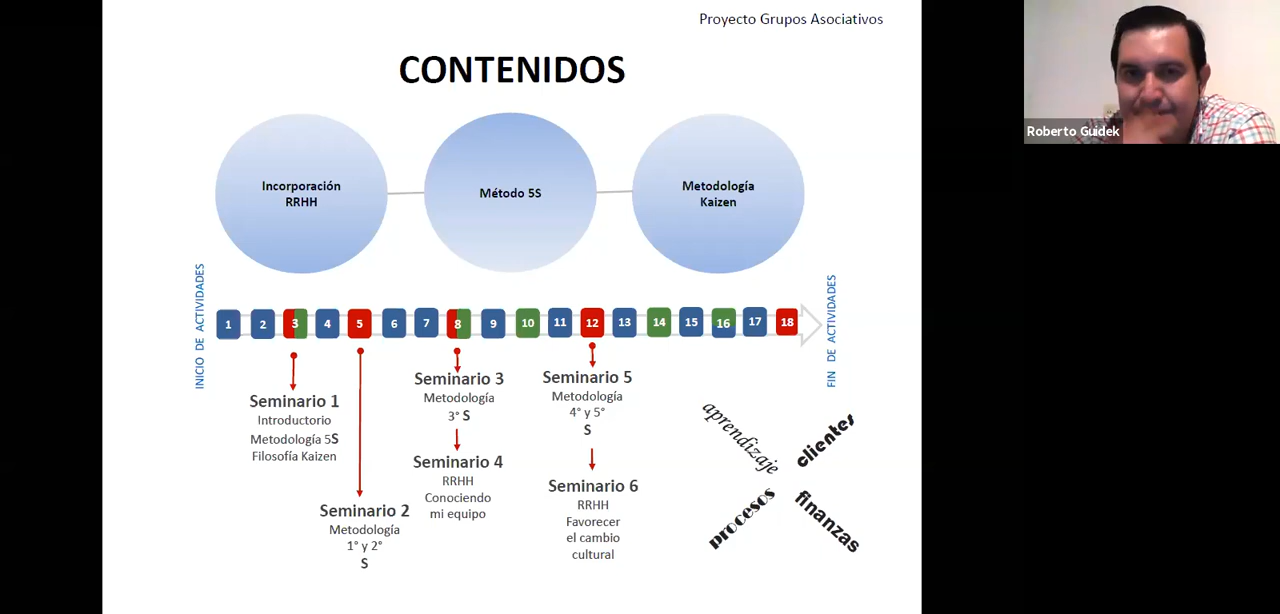 Proyecto Grupos Asociativos
CONTENIDOS
Roberto Guidek
Incorporación
RRHH
Método 5S
Metodología
Kaizen
INICIO DE ACTIVIDADES
1 2 3 4 5 6 7 8 9 10 11 12 13 14 15 16 17 18
FIN DE ACTIVIDADES
Seminario 1
Introductorio
Metodología 5S
Filosofía Kaizen
Seminario 2
Metodología
1° y 2°
S
Seminario 3
Metodología
3° S
Seminario 4
RRHH
Conociendo
mi equipo
Seminario 5
Metodología
4° y 5°
S
Seminario 6
RRHH
Favorecer
el cambio
cultural
aprendizaje
clientes
procesos
finanzas